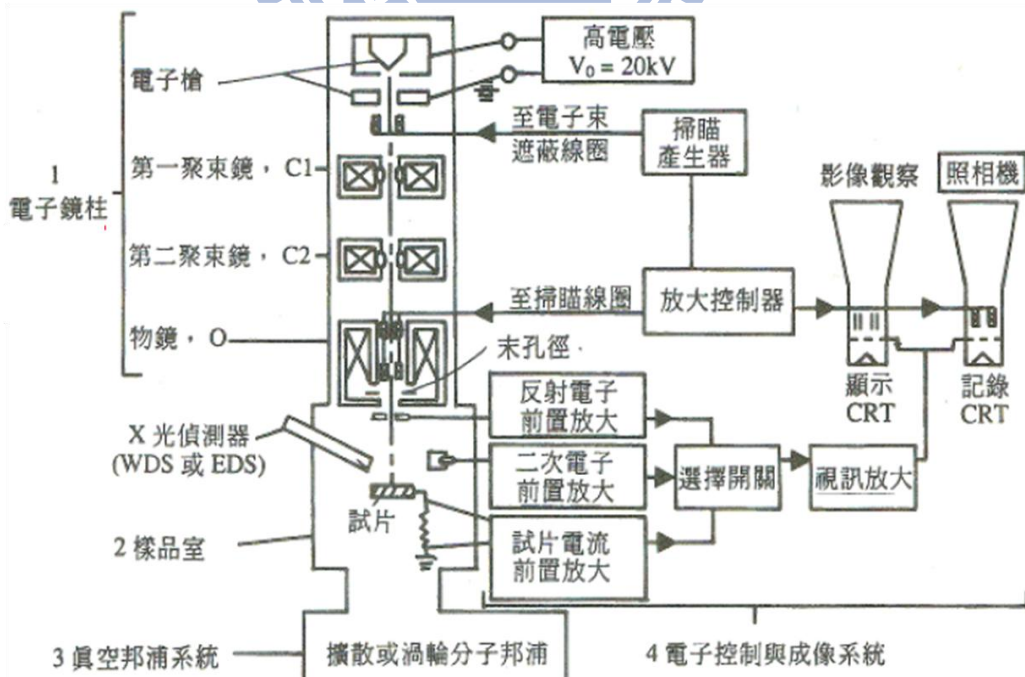 高電壓
V₀ = 20kV
電子槍
至電子束
遮蔽線圈
掃瞄
產生器
第一聚束鏡，C1
1
電子鏡柱
影像觀察
照相機
第二聚束鏡，C2
至掃瞄線圈
放大控制器
物鏡，O
末孔徑
顯示
CRT
記錄
CRT
反射電子
前置放大
X 光偵測器
(WDS 或 EDS)
二次電子
前置放大
選擇開關
視訊放大
試片
2 樣品室
試片電流
前置放大
3 眞空邦浦系統
擴散或渦輪分子邦浦
4 電子控制與成像系統